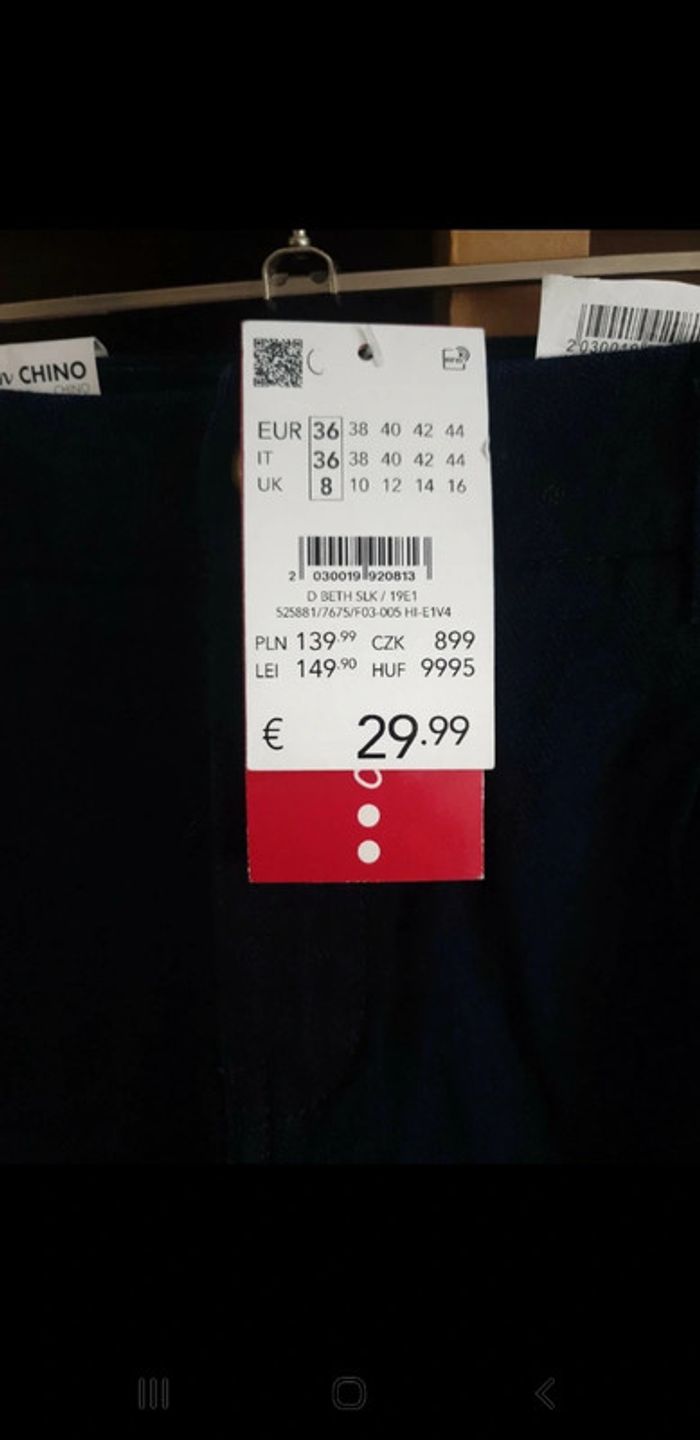 CHINO
CHINO
EUR 36 38 40 42 44
IT 36 38 40 42 44
UK 8 10 12 14 16
2 030019 920813
D BETH SLK / 19E1
525881/7675/F03-005 HI-E1V4
PLN 139.99 CZK 899
LEI 149.90 HUF 9995
€ 29.99